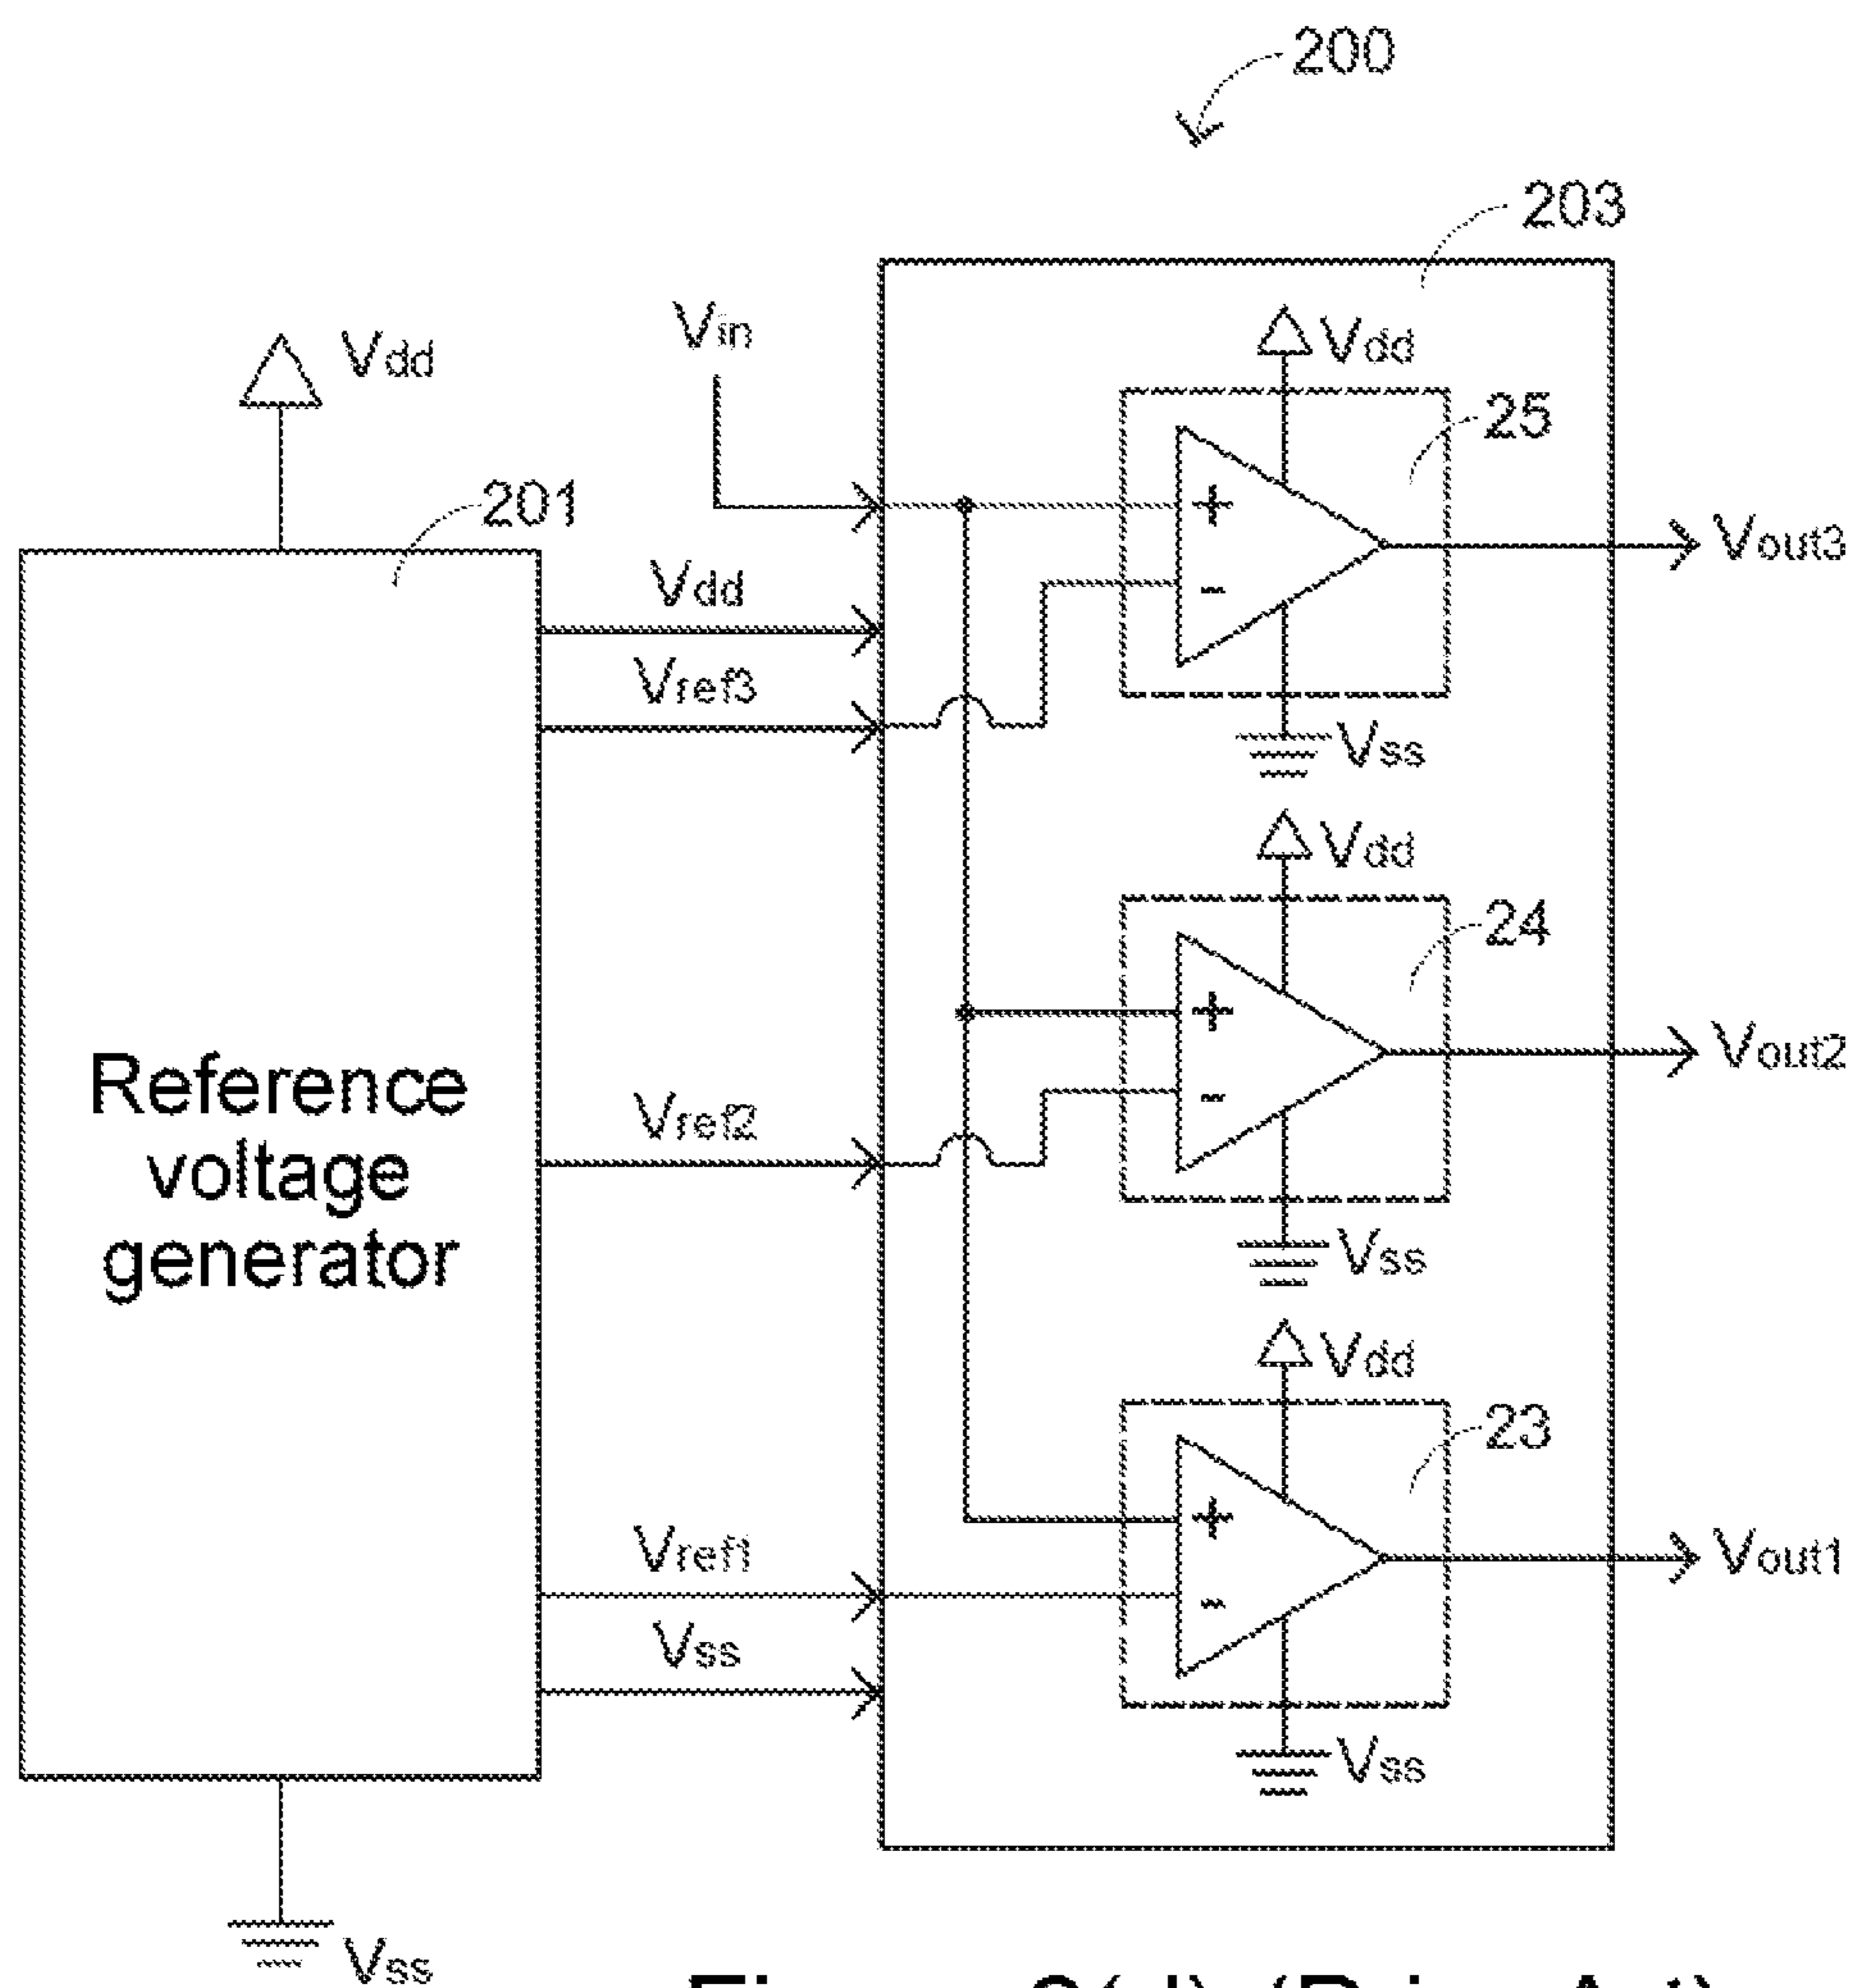 200
203
Vin
Vdd
Vdd
25
201
+
Vout3
Vdd
-
Vref3
Vss
Vdd
24
+
Vout2
Reference
voltage
generator
Vref2
-
Vss
Vdd
23
+
Vref1
Vout1
-
Vss
Vss
Vss